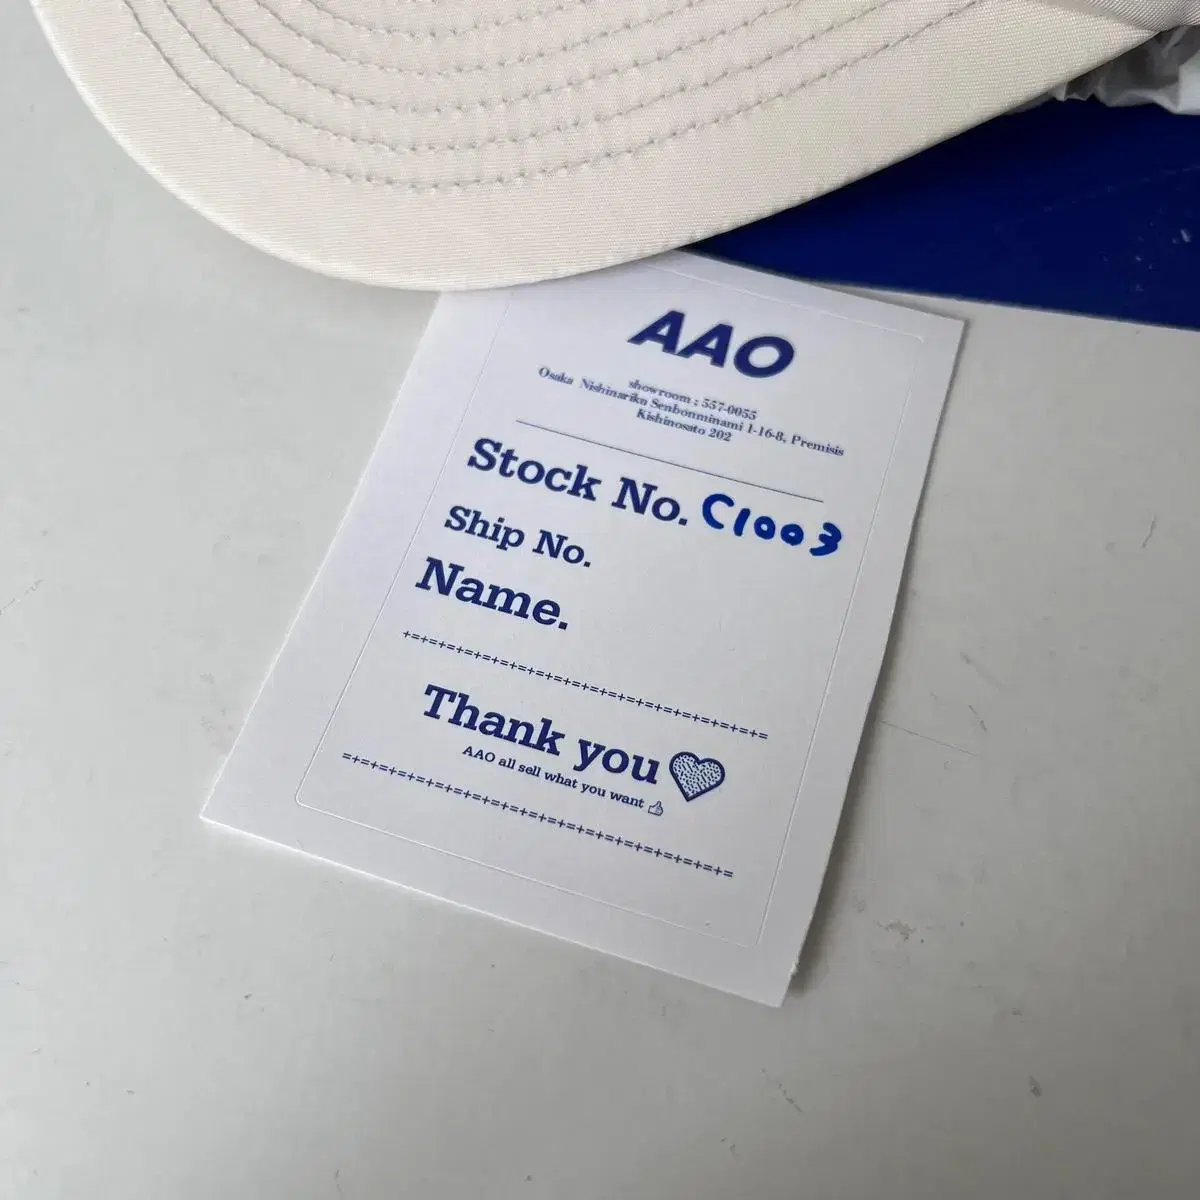 AAO
showroom ; 557-0055
Osaka Nishinariku Senbonminami 1-16-8, Premisis
Kishinosato 202
Stock No. C1003
Ship No.
Name.
+=+=+=+=+=+=+=+=+=+=+=+=+=+=+=+=+=+=+=+=
Thank you
AAO all sell what you want 👍
=+=+=+=+=+=+=+=+=+=+=+=+=+=+=+=+=+=+=+=+=+=